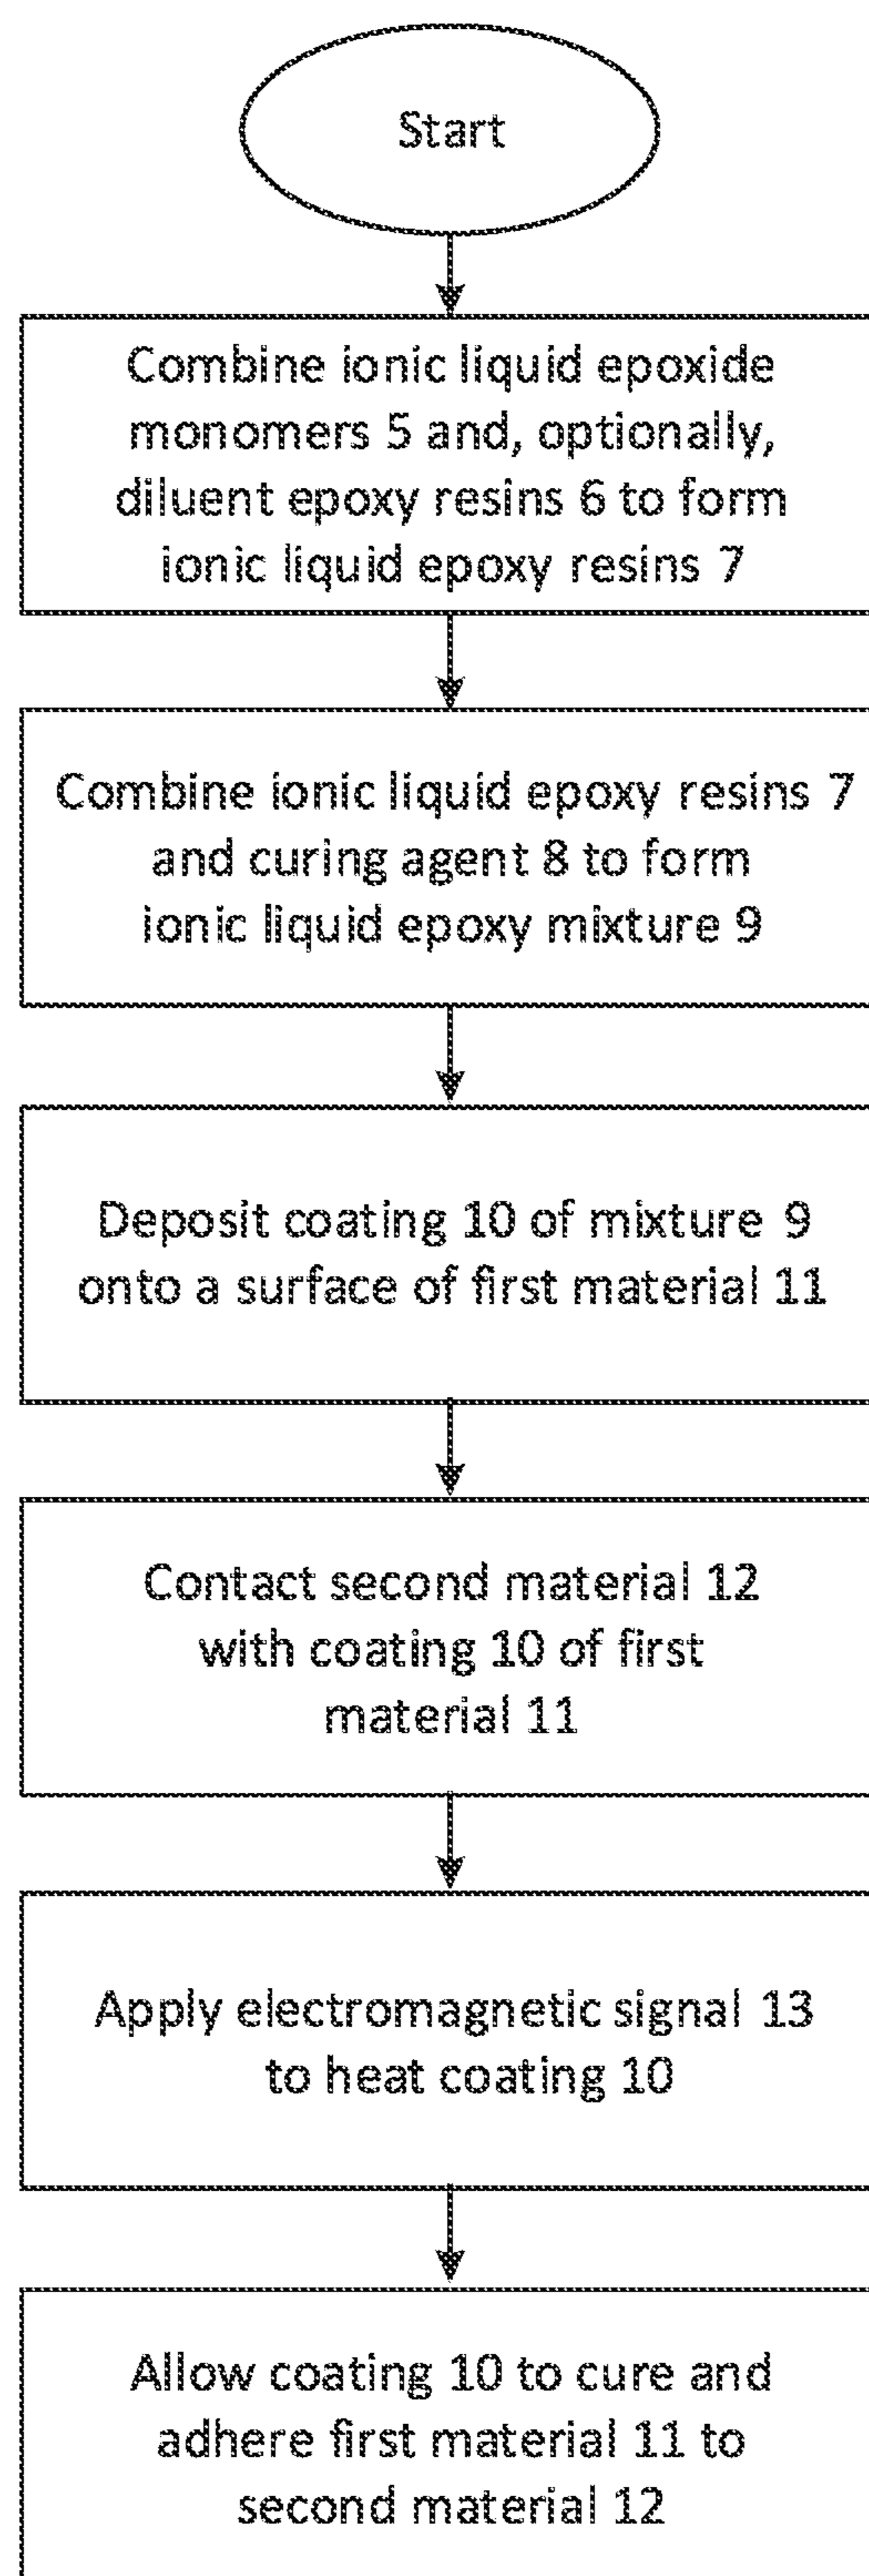 Start
Combine ionic liquid epoxide
monomers 5 and, optionally,
diluent epoxy resins 6 to form
ionic liquid epoxy resins 7
Combine ionic liquid epoxy resins 7
and curing agent 8 to form
ionic liquid epoxy mixture 9
Deposit coating 10 of mixture 9
onto a surface of first material 11
Contact second material 12
with coating 10 of first
material 11
Apply electromagnetic signal 13
to heat coating 10
Allow coating 10 to cure and
adhere first material 11 to
second material 12